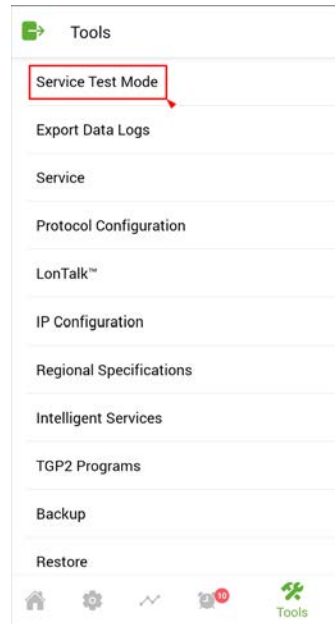 Tools
Service Test Mode
Export Data Logs
Service
Protocol Configuration
LonTalk™
IP Configuration
Regional Specifications
Intelligent Services
TGP2 Programs
Backup
Restore
10
Tools